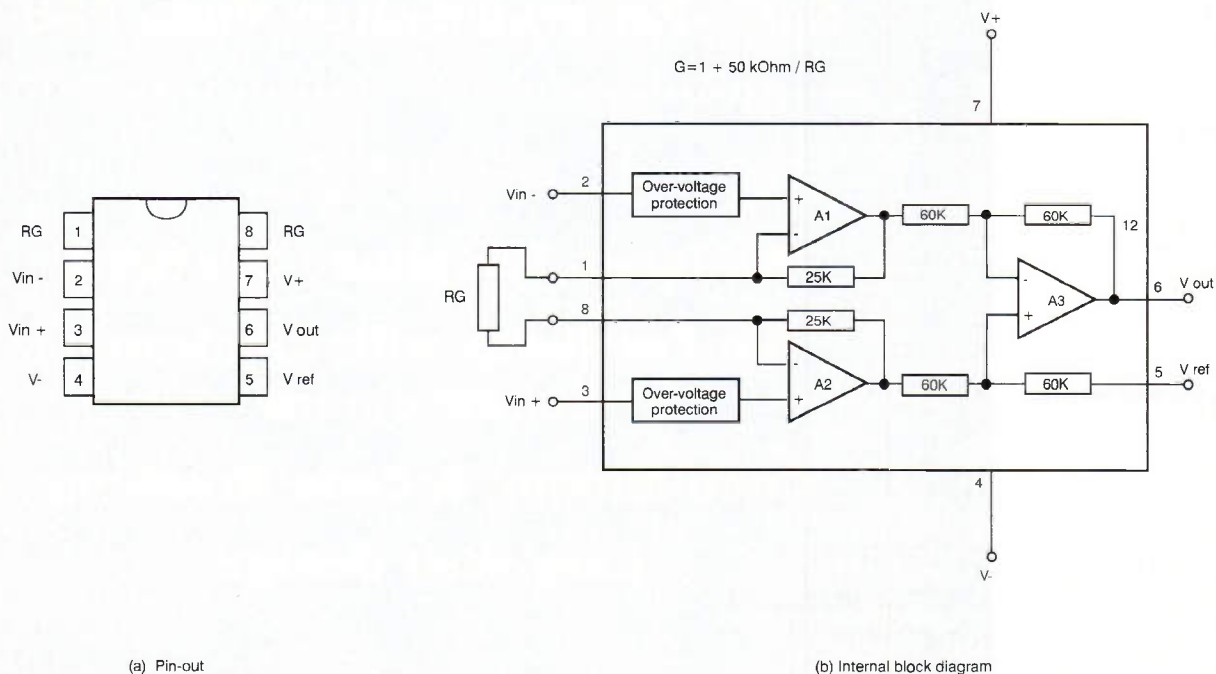 RG
1
8
RG
Vin -
2
7
V+
Vin +
3
6
V out
V-
4
5
V ref
(a) Pin-out
G=1 + 50 kOhm / RG
V+
7
Vin -
2
Over-voltage
protection
+
A1
-
60K
60K
12
1
25K
RG
8
25K
-
A3
+
6
V out
-
A2
+
60K
60K
5
V ref
Vin +
3
Over-voltage
protection
4
V-
(b) Internal block diagram